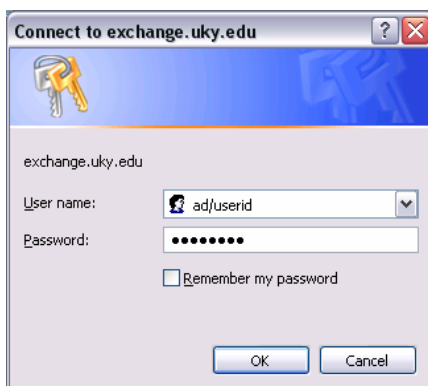 Connect to exchange.uky.edu
exchange.uky.edu
User name: ad/userid
Password: ••••••••
Remember my password
OK Cancel